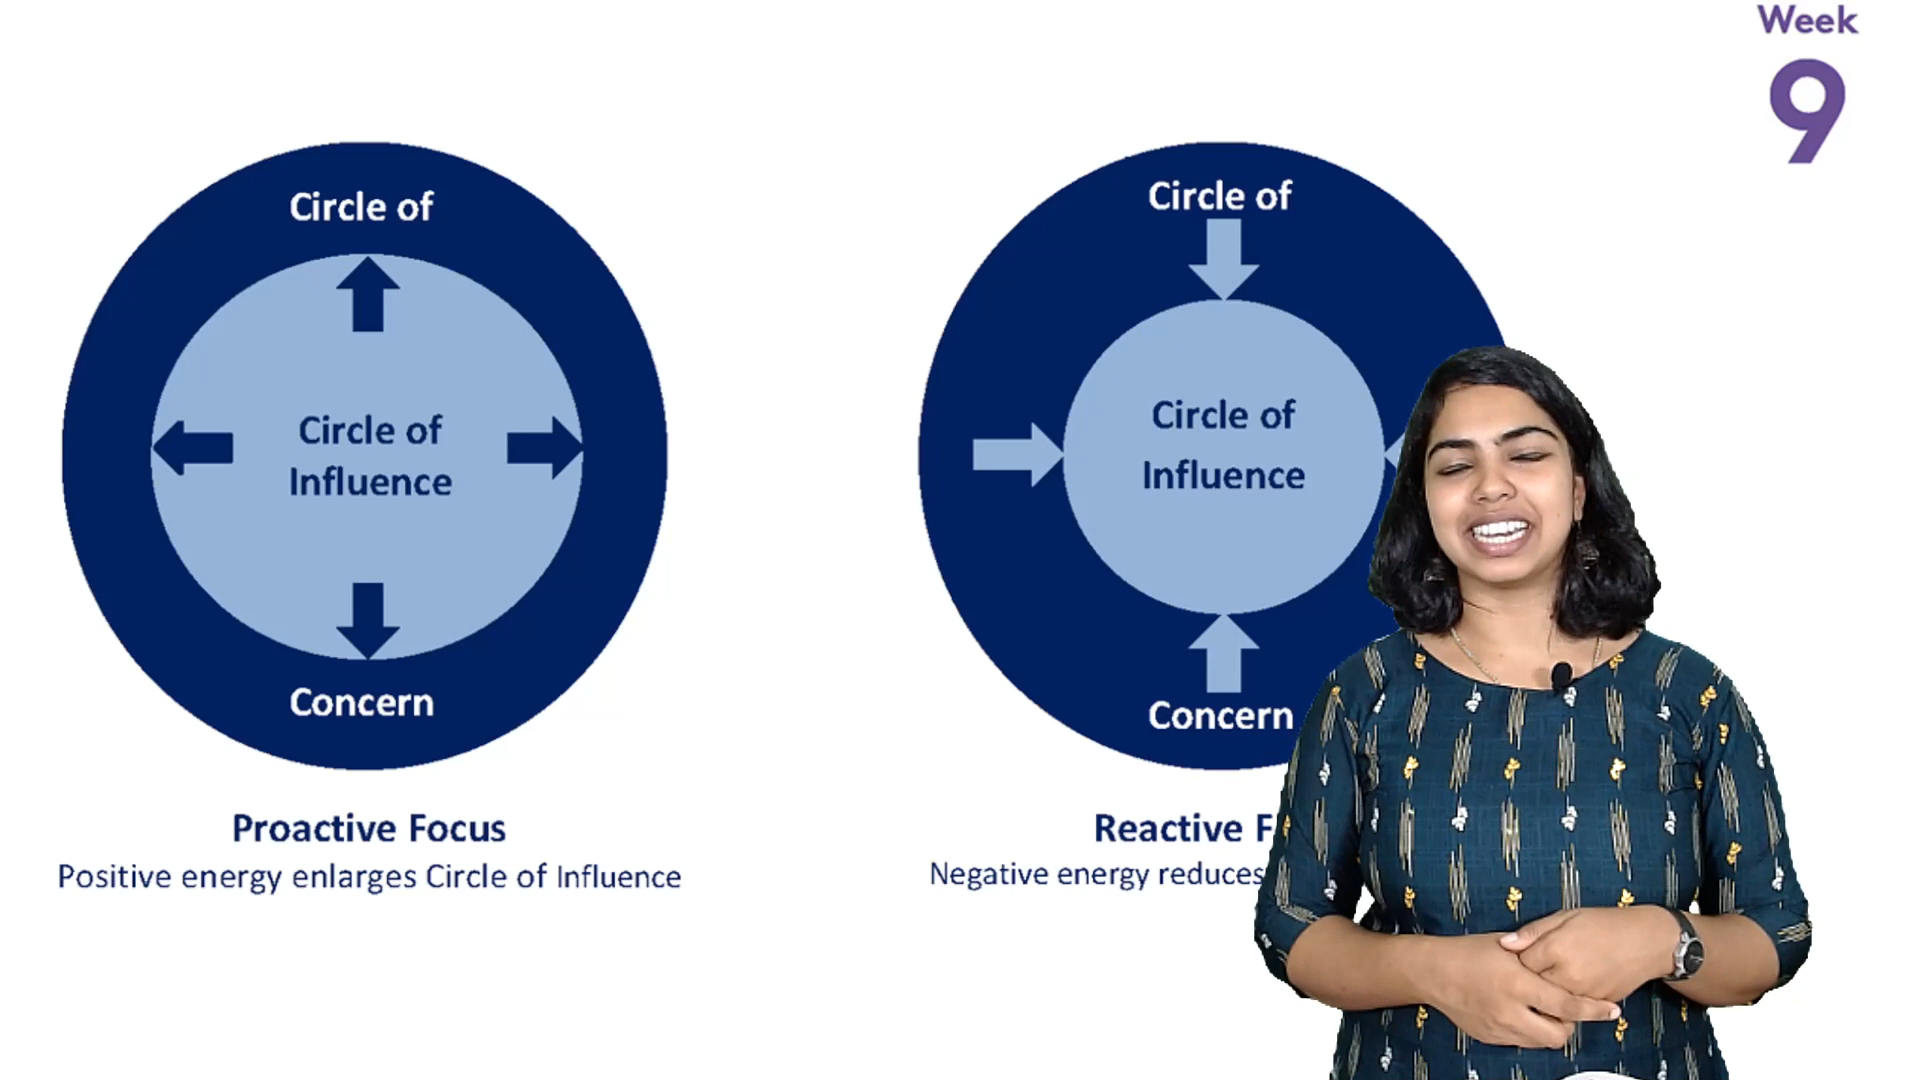 Week
9
Circle of
Circle of
Influence
Concern
Proactive Focus
Positive energy enlarges Circle of Influence
Circle of
Circle of
Influence
Concern
Reactive
Negative energy reduces